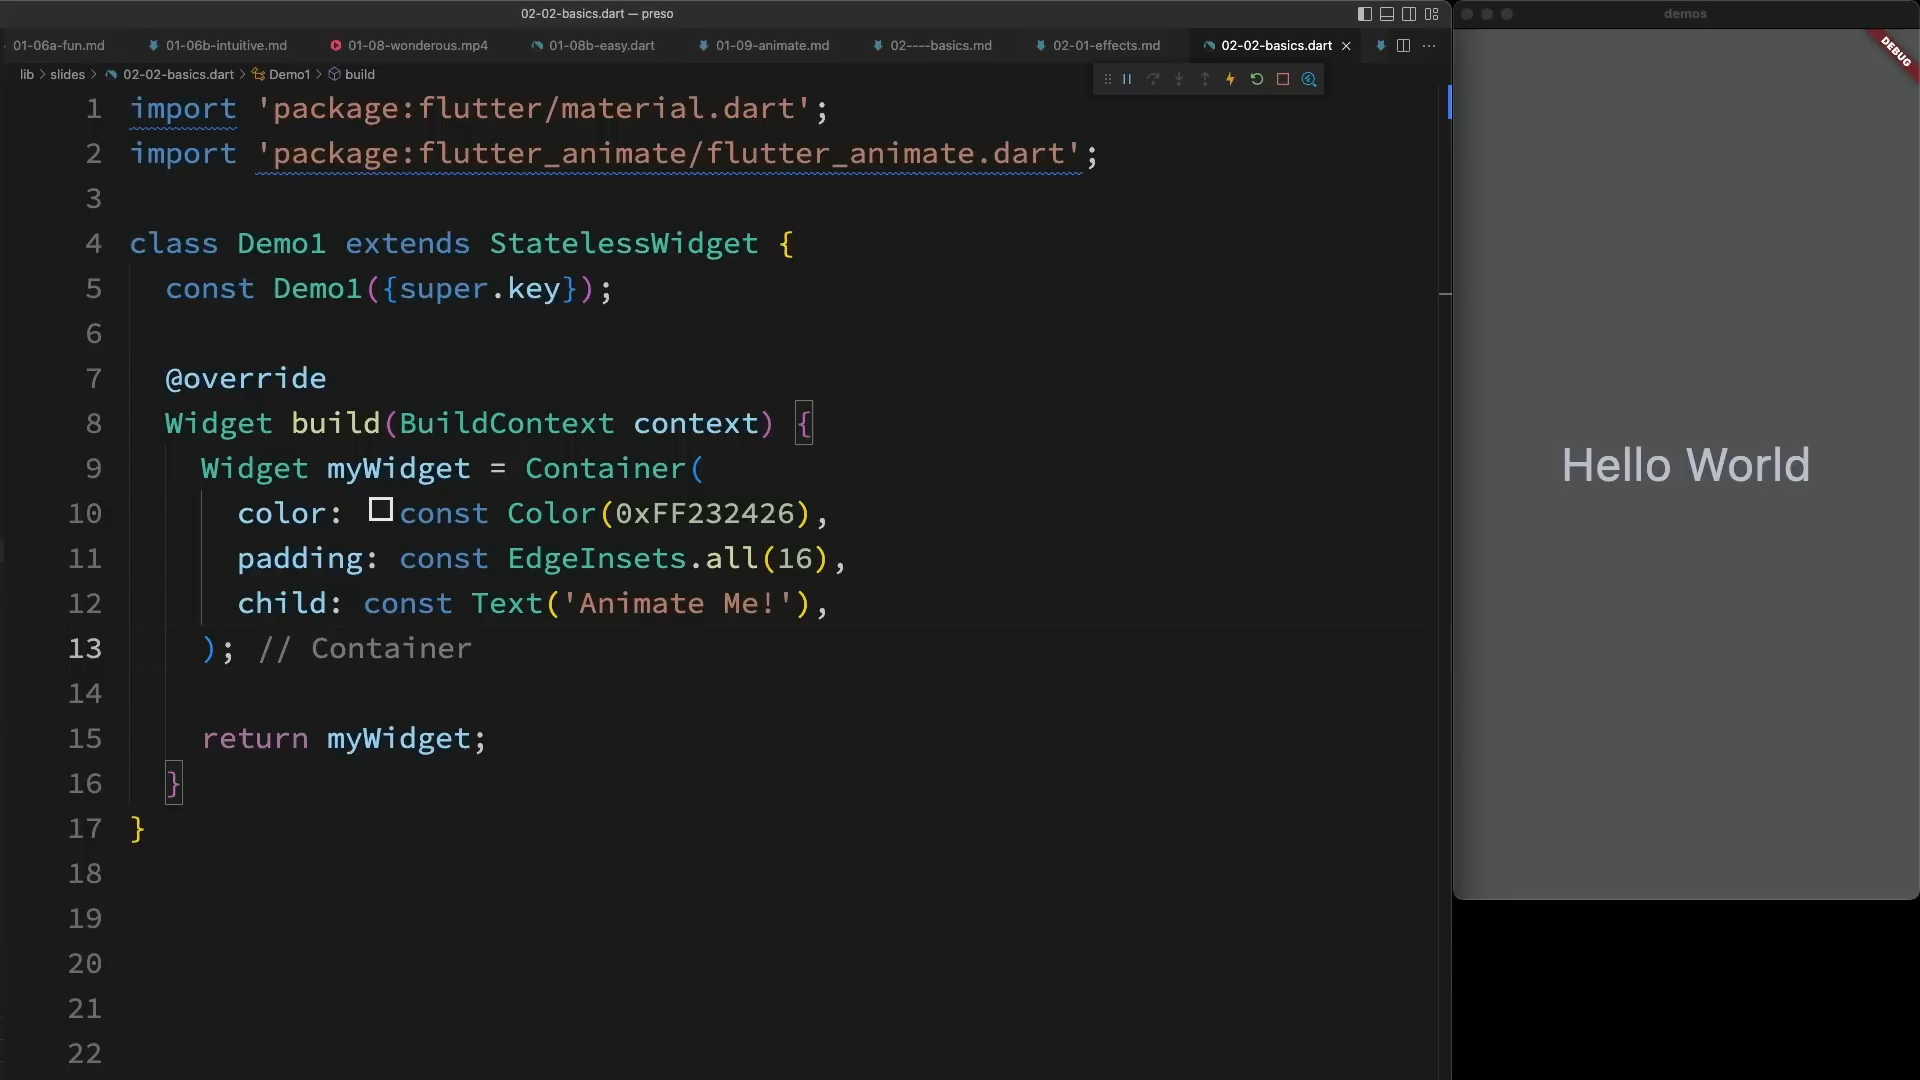 02-02-basics.dart — preso
demos
01-06a-fun.md
01-06b-intuitive.md
01-08-wonderous.mp4
01-08b-easy.dart
01-09-animate.md
02----basics.md
02-01-effects.md
02-02-basics.dart
DEBUG
lib > slides > 02-02-basics.dart > Demo1 > build
1 import 'package:flutter/material.dart';
2 import 'package:flutter_animate/flutter_animate.dart';
3
4 class Demo1 extends StatelessWidget {
5 const Demo1({super.key});
6
7 @override
8 Widget build(BuildContext context) {
9 Widget myWidget = Container(
10 color: const Color(0xFF232426),
11 padding: const EdgeInsets.all(16),
12 child: const Text('Animate Me!'),
13 ); // Container
14
15 return myWidget;
16 }
17 }
18
19
20
21
22
Hello World